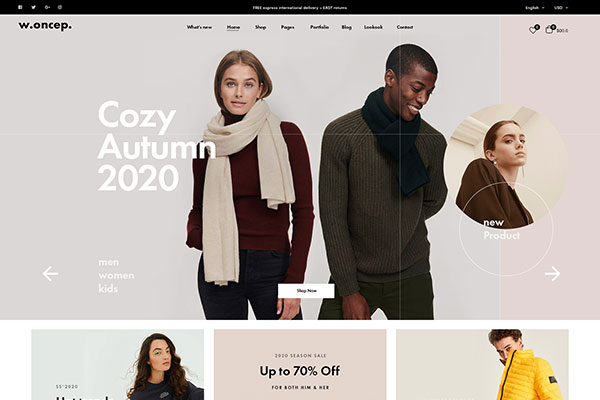 FREE express international delivery + EASY returns
English
USD
w.oncep.
What's new
Home
Shop
Pages
Portfolio
Blog
Lookook
Contact
0
0
$00.0
Cozy
Autumn
2020
new
Product
men
women
kids
Shop Now
SS'2020
2020 SEASON SALE
Up to 70% Off
FOR BOTH HIM & HER